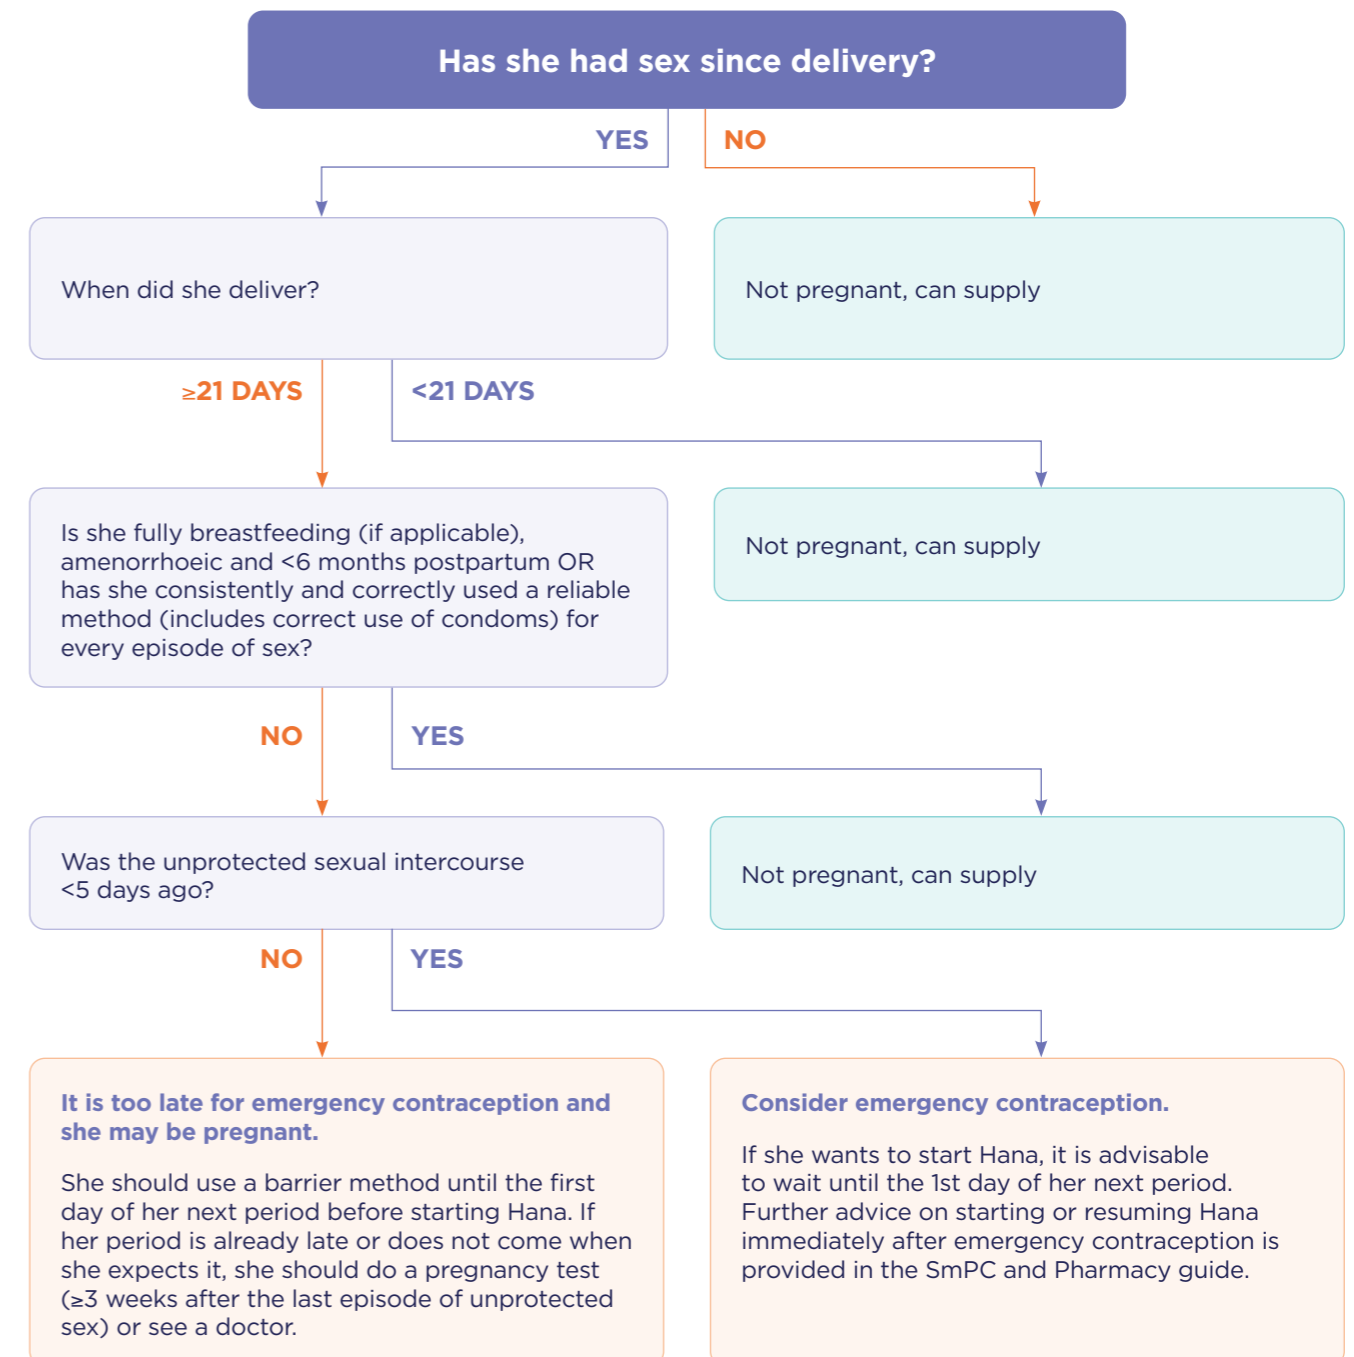 Has she had sex since delivery?
YES
NO
When did she deliver?
Not pregnant, can supply
≥21 DAYS
<21 DAYS
Is she fully breastfeeding (if applicable),
amenorrhoeic and <6 months postpartum OR
has she consistently and correctly used a reliable
method (includes correct use of condoms) for
every episode of sex?
Not pregnant, can supply
NO
YES
Was the unprotected sexual intercourse
<5 days ago?
Not pregnant, can supply
NO
YES
It is too late for emergency contraception and
she may be pregnant.
She should use a barrier method until the first
day of her next period before starting Hana. If
her period is already late or does not come when
she expects it, she should do a pregnancy test
(≥3 weeks after the last episode of unprotected
sex) or see a doctor.
Consider emergency contraception.
If she wants to start Hana, it is advisable
to wait until the 1st day of her next period.
Further advice on starting or resuming Hana
immediately after emergency contraception is
provided in the SmPC and Pharmacy guide.